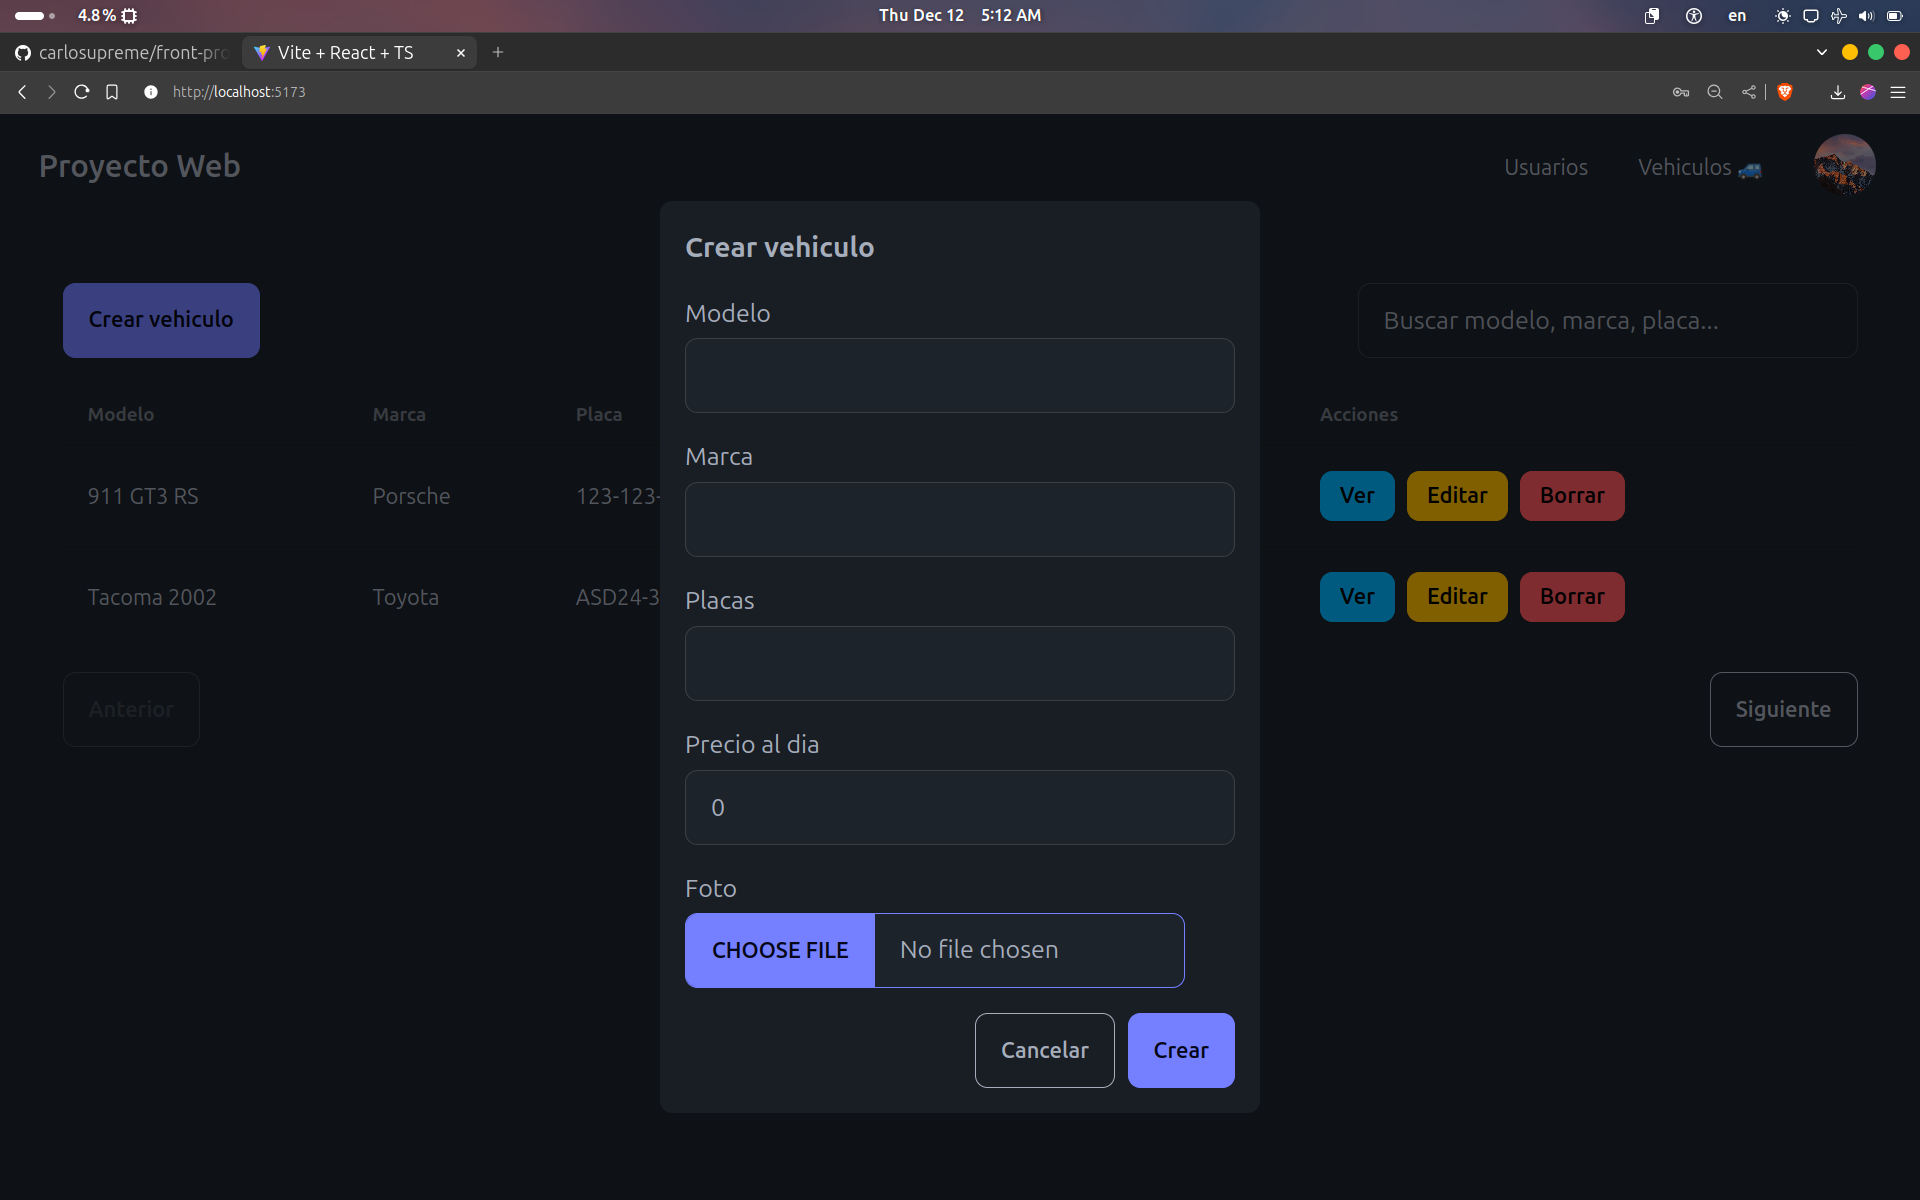 4.8%
Thu Dec 12 5:12 AM
en
carlosupreme/front-pro
Vite + React + TS
http://localhost:5173
Proyecto Web
Usuarios
Vehiculos
Crear vehiculo
Buscar modelo, marca, placa...
Modelo Marca Placa Acciones
911 GT3 RS Porsche 123-123- Ver Editar Borrar
Tacoma 2002 Toyota ASD24-3 Ver Editar Borrar
Anterior
Siguiente
Crear vehiculo
Modelo
Marca
Placas
Precio al dia
0
Foto
CHOOSE FILE No file chosen
Cancelar Crear